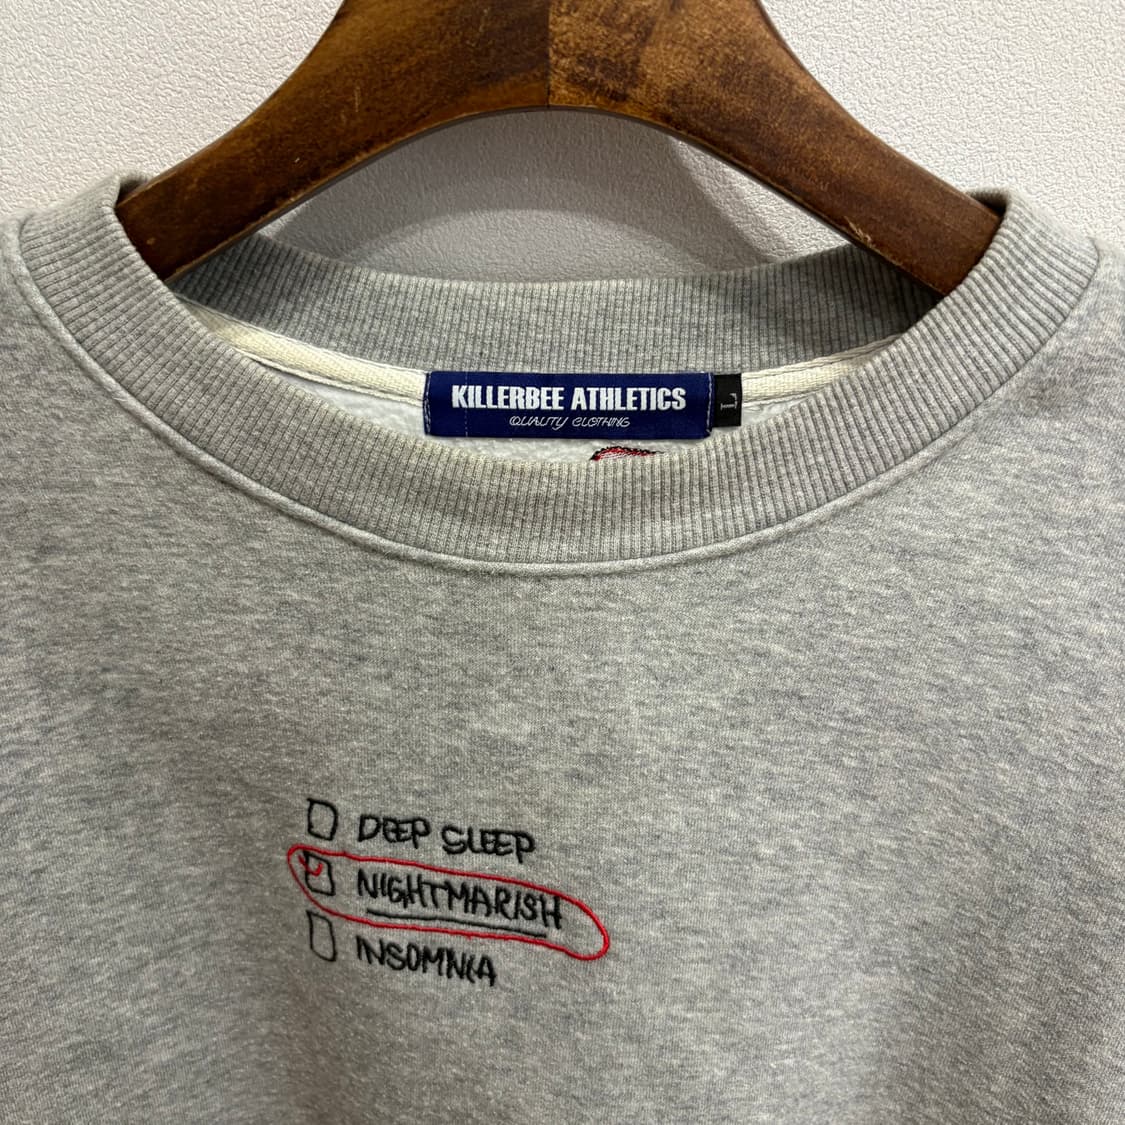 KILLERBEE ATHLETICS
QUALITY CLOTHING
L
DEEP SLEEP
NIGHTMARISH
INSOMNIA